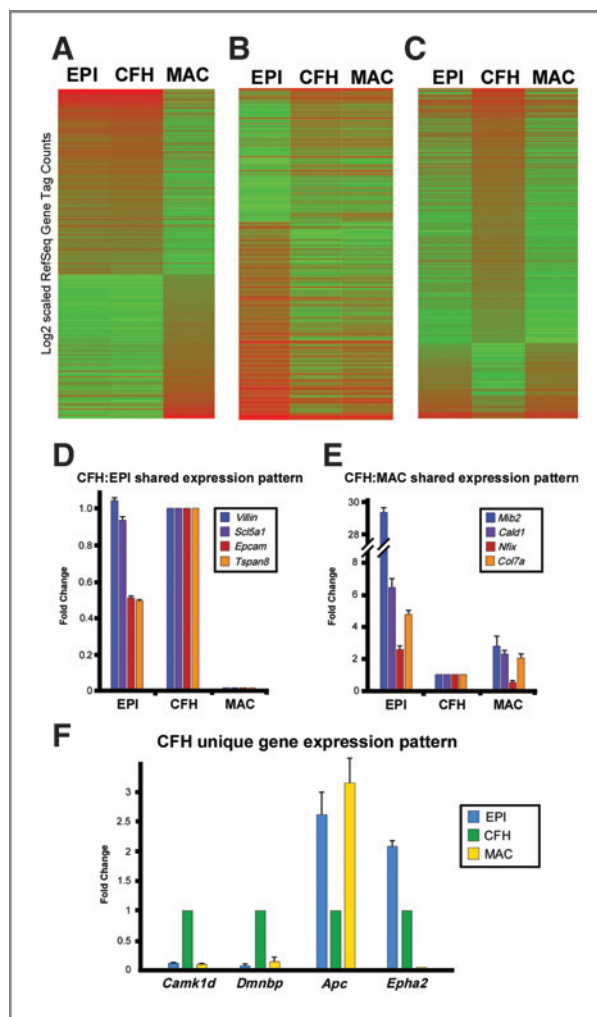 A
B
C
EPI CFH MAC
EPI CFH MAC
EPI CFH MAC
Log2 scaled RefSeq Gene Tag Counts
D
CFH:EPI shared expression pattern
Fold Change
1.0
0.8
0.6
0.4
0.2
0
Villin
Scl5a1
Epcam
Tspan8
EPI CFH MAC
E
CFH:MAC shared expression pattern
Fold Change
30
28
6
4
2
0
Mib2
Cald1
Nfix
Col7a
EPI CFH MAC
F
CFH unique gene expression pattern
Fold Change
3
2.5
2
1.5
1
0.5
0
EPI
CFH
MAC
Camk1d Dmnbp Apc Epha2